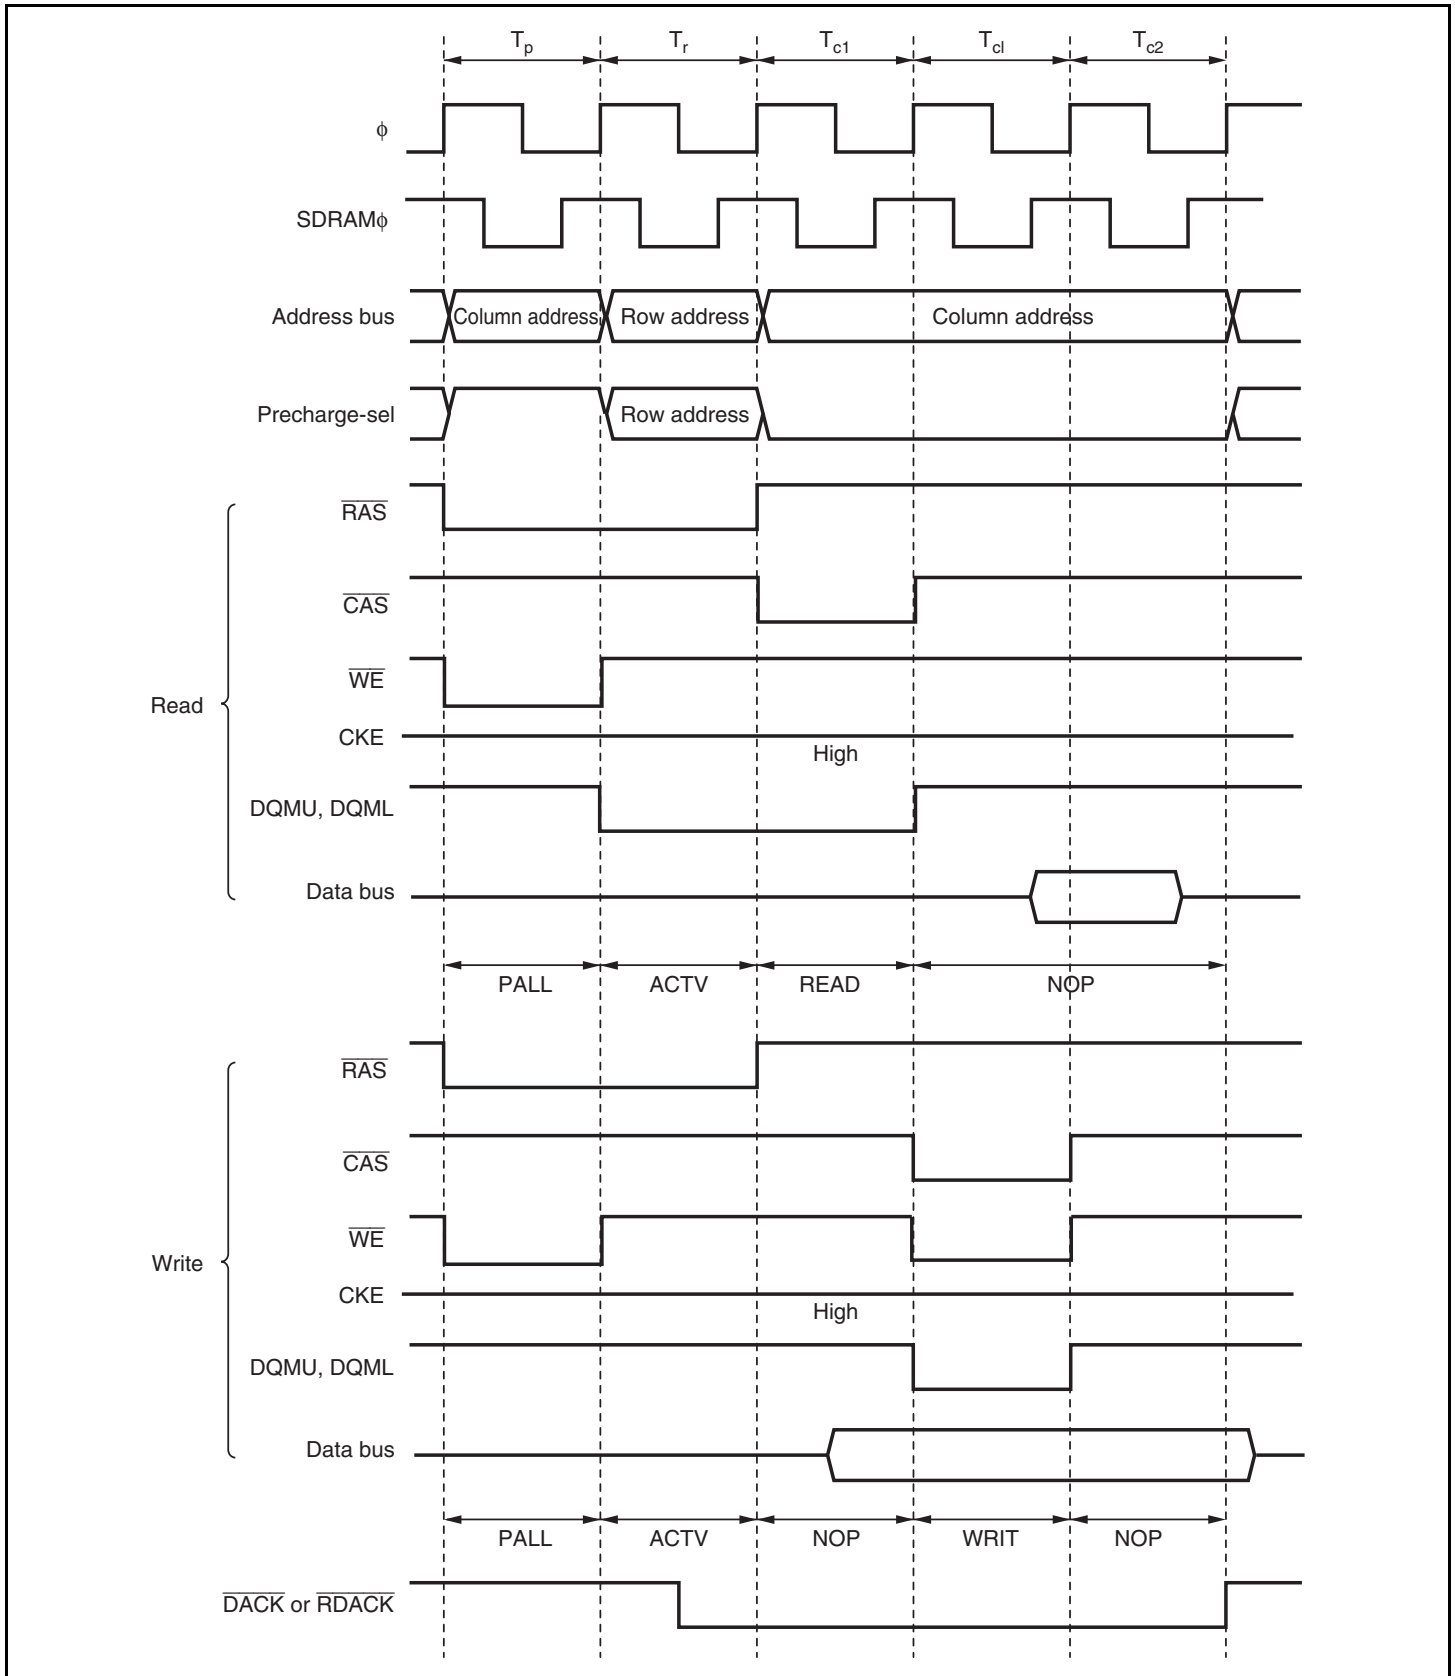 Tp Tr Tc1 Tcl Tc2
ϕ
SDRAMϕ
Address bus Column address Row address Column address
Precharge-sel Row address
RAS
CAS
WE
Read
CKE
High
DQMU, DQML
Data bus
PALL ACTV READ NOP
RAS
CAS
WE
Write
CKE
High
DQMU, DQML
Data bus
PALL ACTV NOP WRIT NOP
DACK or RDACK